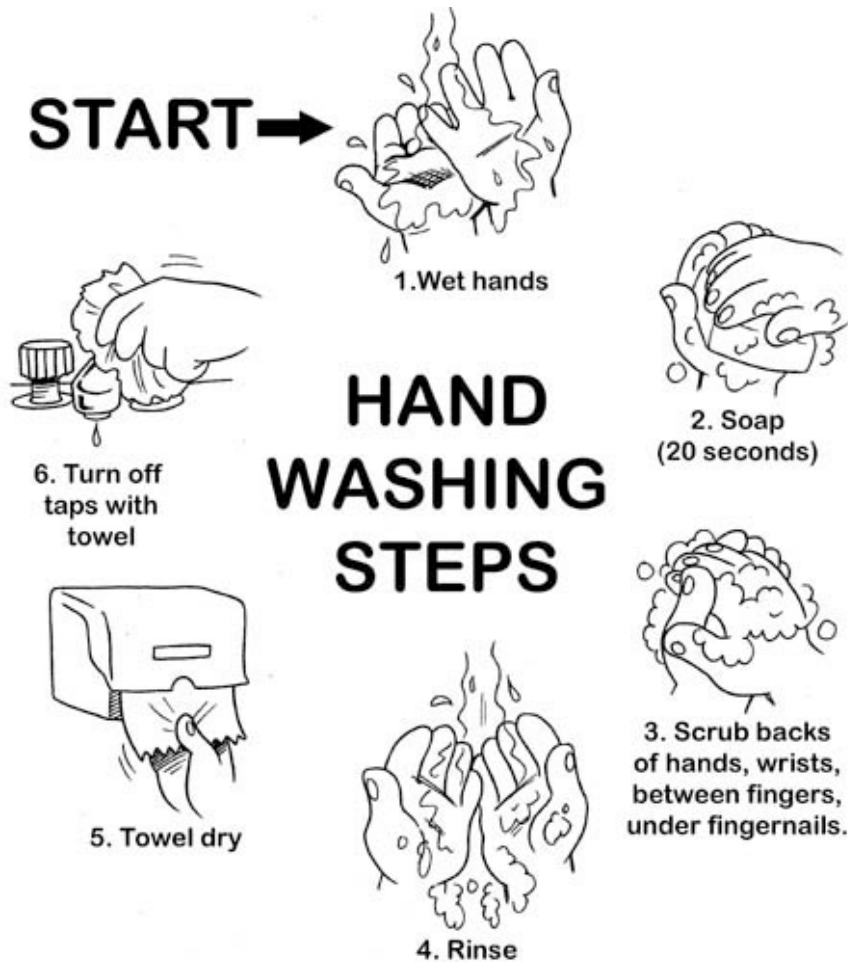 START
1.Wet hands
2. Soap
(20 seconds)
3. Scrub backs
of hands, wrists,
between fingers,
under fingernails.
4. Rinse
5. Towel dry
6. Turn off
taps with
towel
HAND
WASHING
STEPS